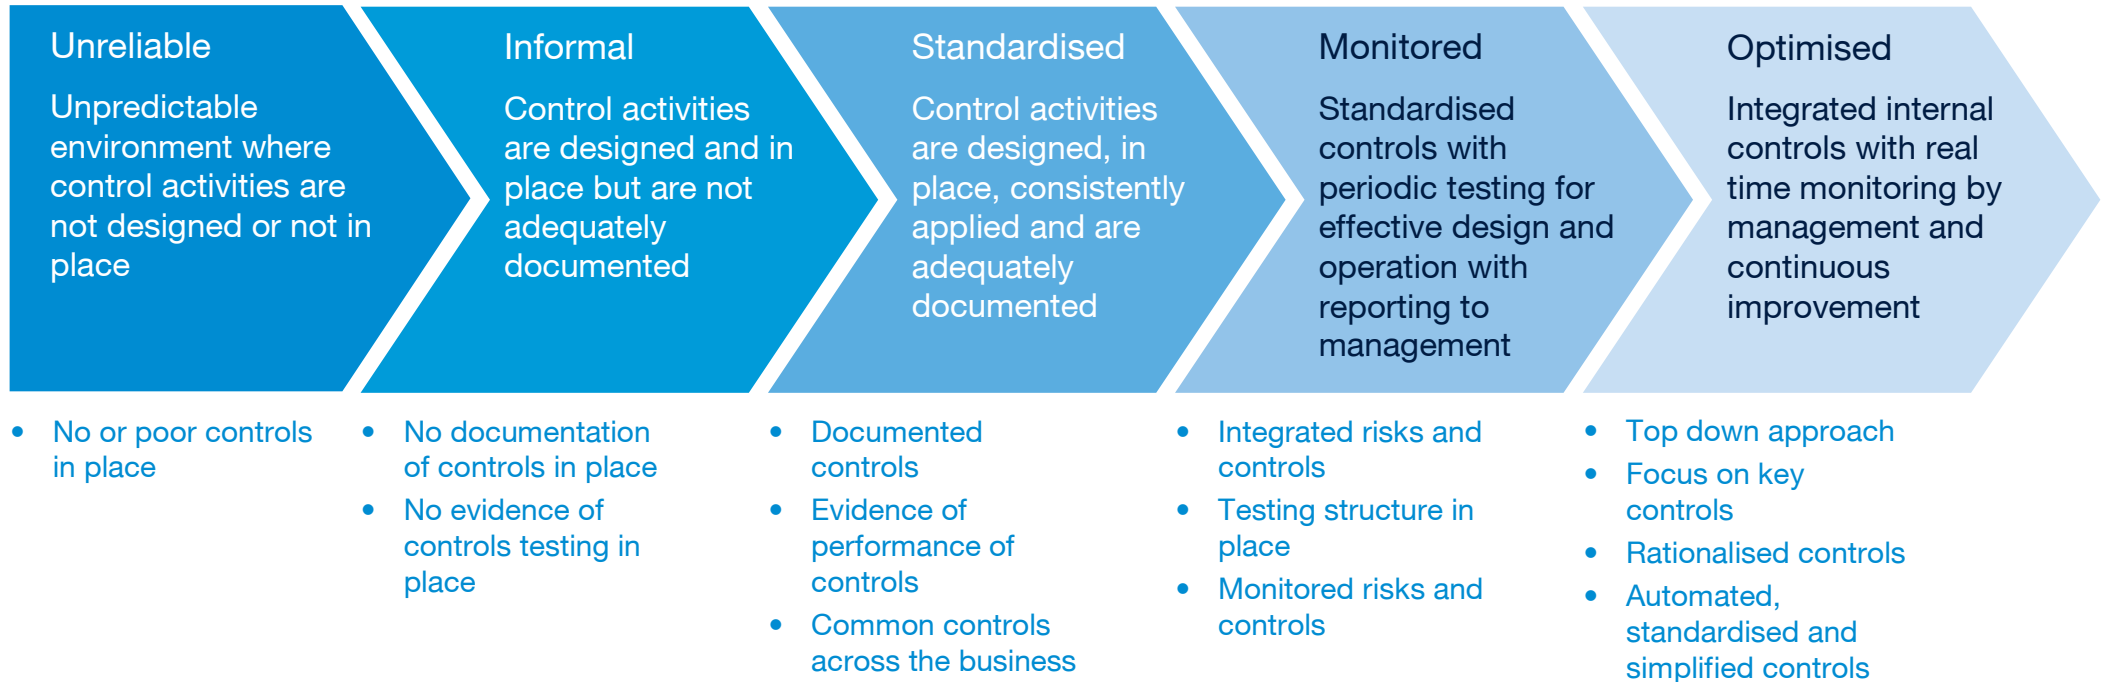 Unreliable
Unpredictable
environment where
control activities are
not designed or not in
place
Informal
Control activities
are designed and in
place but are not
adequately
documented
Standardised
Control activities
are designed, in
place, consistently
applied and are
adequately
documented
Monitored
Standardised
controls with
periodic testing for
effective design and
operation with
reporting to
management
Optimised
Integrated internal
controls with real
time monitoring by
management and
continuous
improvement
• No or poor controls
in place
• No documentation
of controls in place
• No evidence of
controls testing in
place
• Documented
controls
• Evidence of
performance of
controls
• Common controls
across the business
• Integrated risks and
controls
• Testing structure in
place
• Monitored risks and
controls
• Top down approach
• Focus on key
controls
• Rationalised controls
• Automated,
standardised and
simplified controls